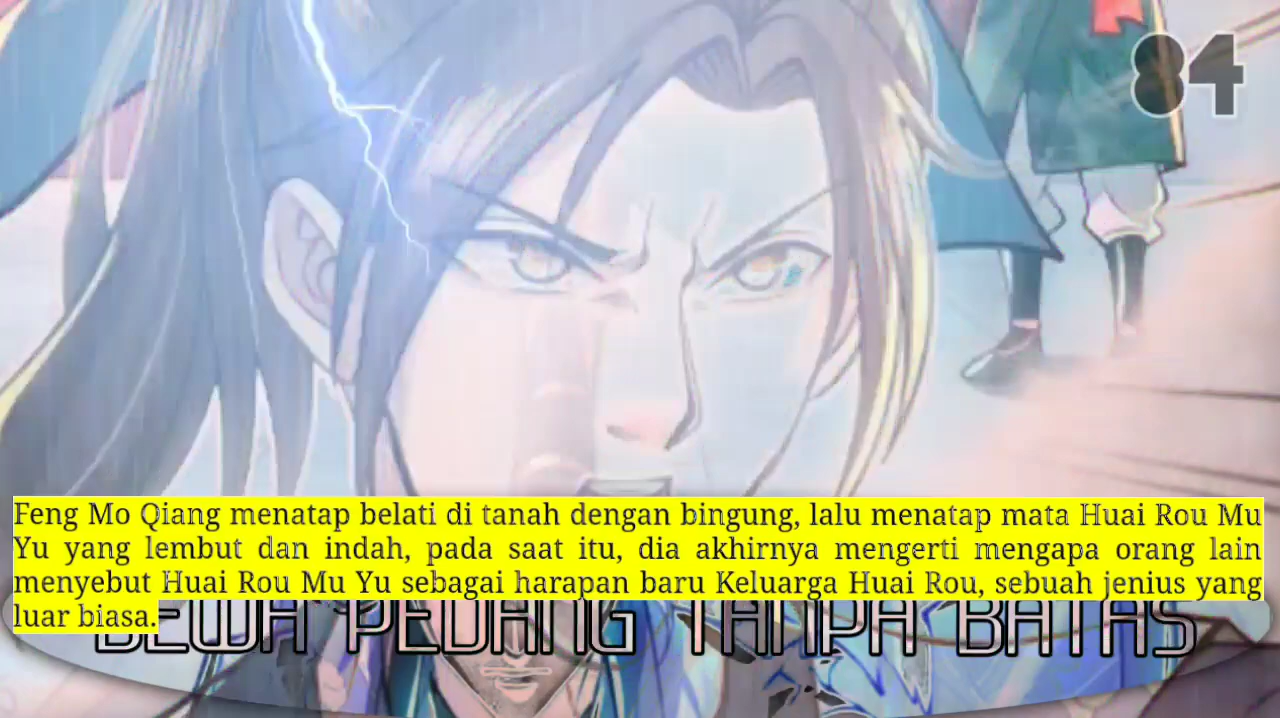 84
Feng Mo Qiang menatap belati di tanah dengan bingung, lalu menatap mata Huai Rou Mu
Yu yang lembut dan indah, pada saat itu, dia akhirnya mengerti mengapa orang lain
menyebut Huai Rou Mu Yu sebagai harapan baru Keluarga Huai Rou, sebuah jenius yang
luar biasa.
DEWA PEDANG TANPA BATAS